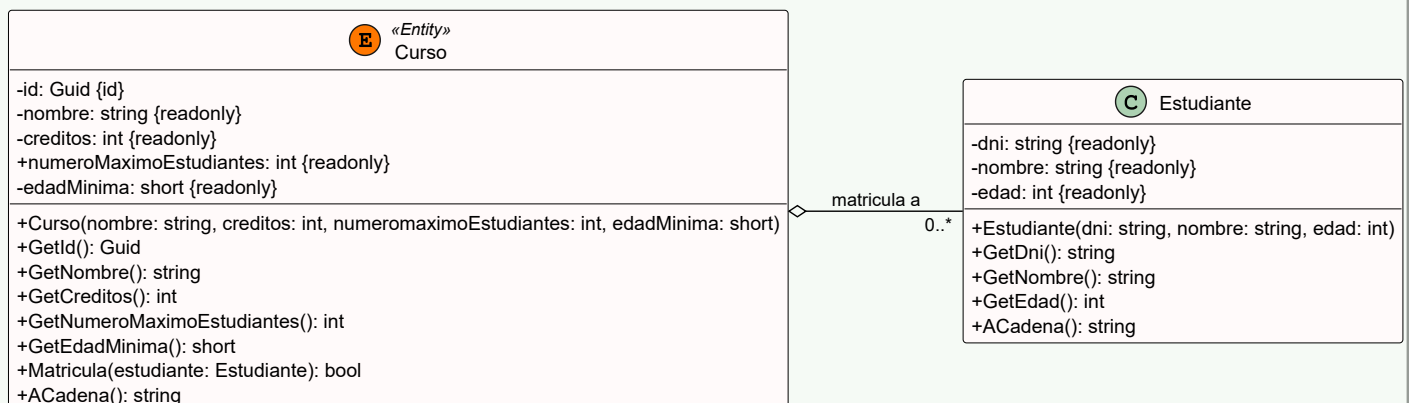 E «Entity»
Curso
-id: Guid {id}
-nombre: string {readonly}
-creditos: int {readonly}
+numeroMaximoEstudiantes: int {readonly}
-edadMinima: short {readonly}
+Curso(nombre: string, creditos: int, numeromaximoEstudiantes: int, edadMinima: short)
+GetId(): Guid
+GetNombre(): string
+GetCreditos(): int
+GetNumeroMaximoEstudiantes(): int
+GetEdadMinima(): short
+Matricula(estudiante: Estudiante): bool
+ACadena(): string
matricula a
0..*
C Estudiante
-dni: string {readonly}
-nombre: string {readonly}
-edad: int {readonly}
+Estudiante(dni: string, nombre: string, edad: int)
+GetDni(): string
+GetNombre(): string
+GetEdad(): int
+ACadena(): string